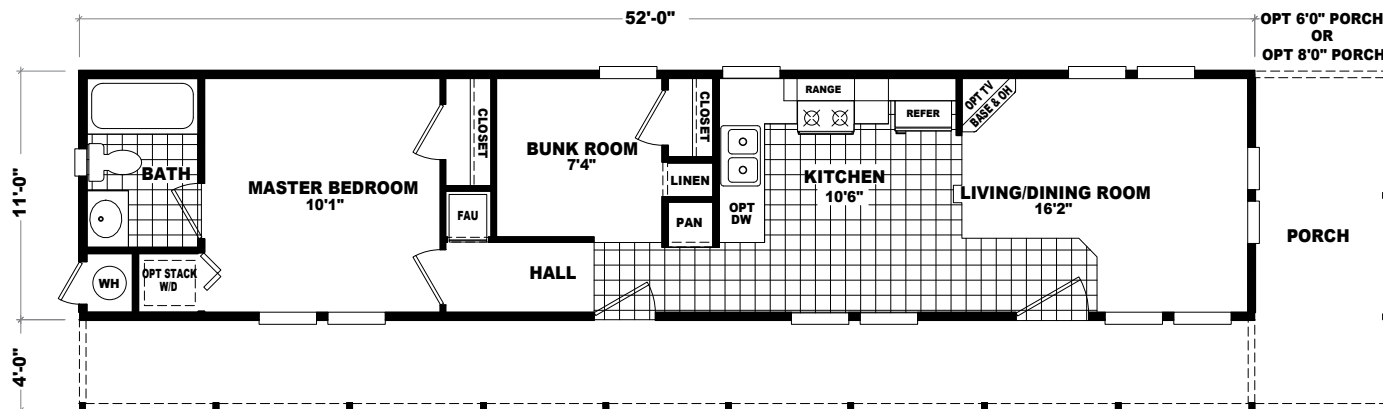 52'-0"
OPT 6'0" PORCH
OR
OPT 8'0" PORCH
11'-0"
4'-0"
BATH
WH
OPT STACK
W/D
MASTER BEDROOM
10'1"
CLOSET
FAU
BUNK ROOM
7'4"
HALL
CLOSET
LINEN
PAN
OPT
DW
RANGE
REFER
KITCHEN
10'6"
OPT TV
BASE & OH
LIVING/DINING ROOM
16'2"
PORCH